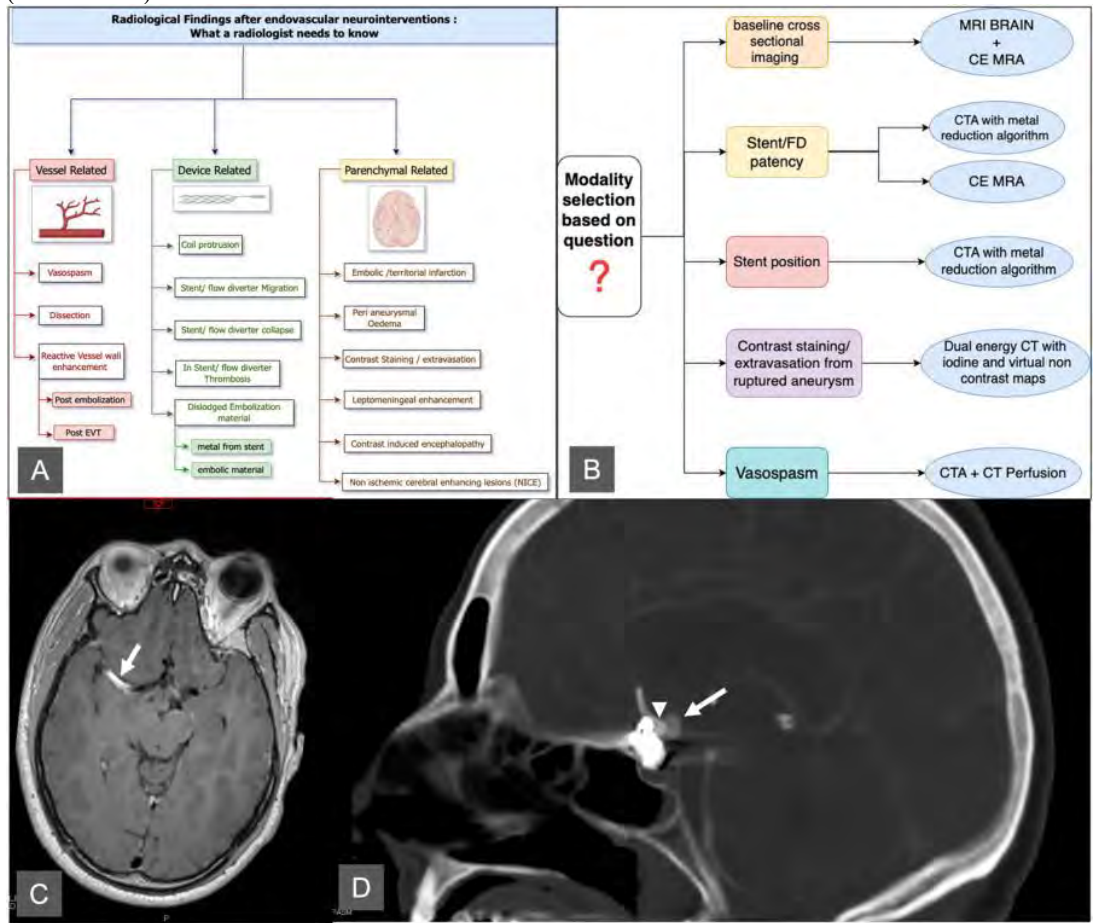 Radiological Findings after endovascular neurointerventions :
What a radiologist needs to know
Vessel Related
Vasospasm
Dissection
Reactive Vessel wall
enhancement
Post embolization
Post EVT
Device Related
Coil protrusion
Stent/ flow diverter Migration
Stent/ flow diverter collapse
In Stent/ flow diverter
Thrombosis
Dislodged Embolization
material
metal from stent
embolic material
Parenchymal Related
Embolic /territorial infarction
Peri aneurysmal
Oedema
Contrast Staining / extravasation
Leptomeningeal enhancement
Contrast induced encephalopathy
Non ischemic cerebral enhancing lesions (NICE)
A
Modality
selection
based on
question
?
baseline cross
sectional
imaging
MRI BRAIN
+
CE MRA
Stent/FD
patency
CTA with metal
reduction algorithm
CE MRA
Stent position
CTA with metal
reduction algorithm
Contrast staining/
extravasation from
ruptured aneurysm
Dual energy CT with
iodine and virtual non
contrast maps
Vasospasm
CTA + CT Perfusion
B
C
P
D